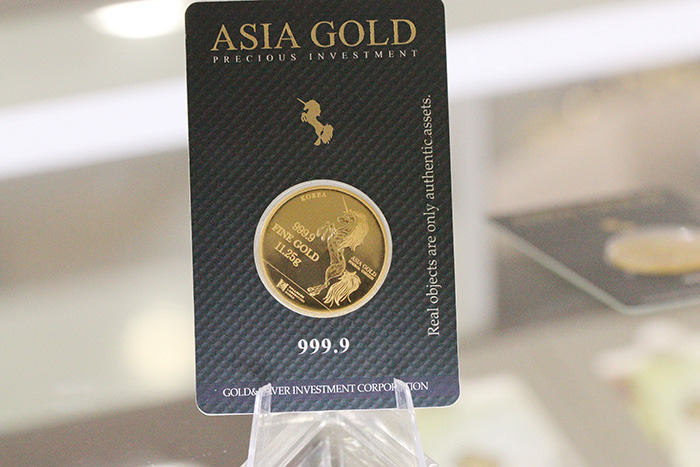 ASIA GOLD
PRECIOUS INVESTMENT
Real objects are only authentic assets.
KOREA
999.9
FINE GOLD
11.25g
ASIA GOLD
999.9
GOLD& INVESTMENT CORPORATION